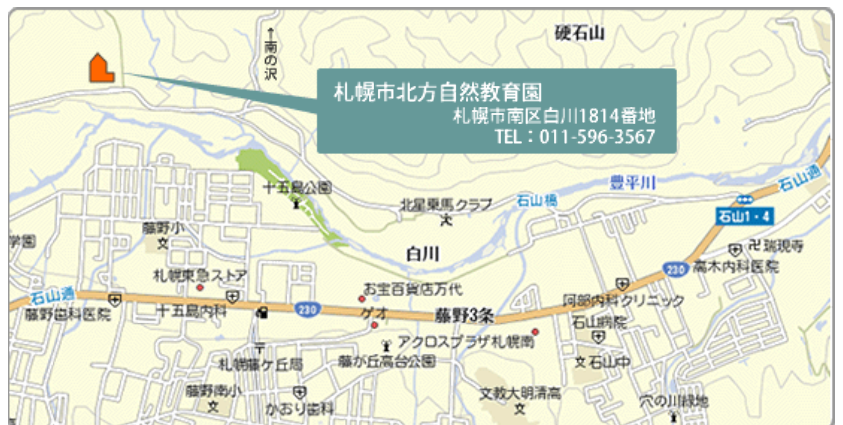 硬石山
↑南の沢
札幌市北方自然教育園
札幌市南区白川1814番地
TEL：011-596-3567
石山通
豊平川
十五島公園
北星乗馬クラブ
石山橋
石山1・4
藤野小
学園
白川
瑞現寺
高木内科医院
230
札幌東急ストア
お宝百貨店万代
阿部内科クリニック
石山通
藤野歯科医院
十五島内科
230
ゲオ
藤野3条
石山病院
アクロスプラザ札幌南
札幌藤ケ丘局
藤が丘高台公園
石山中
藤野南小
かおり歯科
文教大明清高
穴の川緑地